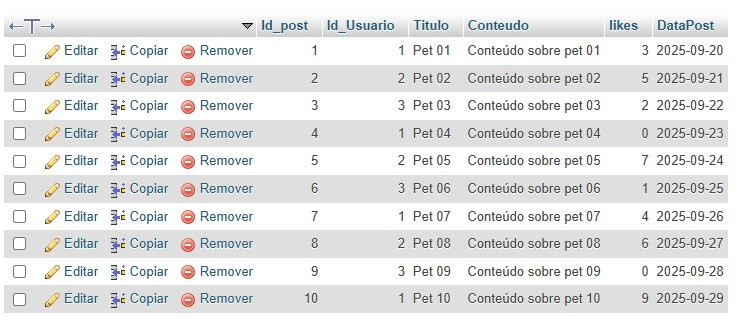 Id_post Id_Usuario Titulo Conteudo likes DataPost
Editar Copiar Remover 1 1 Pet 01 Conteúdo sobre pet 01 3 2025-09-20
Editar Copiar Remover 2 2 Pet 02 Conteúdo sobre pet 02 5 2025-09-21
Editar Copiar Remover 3 3 Pet 03 Conteúdo sobre pet 03 2 2025-09-22
Editar Copiar Remover 4 1 Pet 04 Conteúdo sobre pet 04 0 2025-09-23
Editar Copiar Remover 5 2 Pet 05 Conteúdo sobre pet 05 7 2025-09-24
Editar Copiar Remover 6 3 Pet 06 Conteúdo sobre pet 06 1 2025-09-25
Editar Copiar Remover 7 1 Pet 07 Conteúdo sobre pet 07 4 2025-09-26
Editar Copiar Remover 8 2 Pet 08 Conteúdo sobre pet 08 6 2025-09-27
Editar Copiar Remover 9 3 Pet 09 Conteúdo sobre pet 09 0 2025-09-28
Editar Copiar Remover 10 1 Pet 10 Conteúdo sobre pet 10 9 2025-09-29